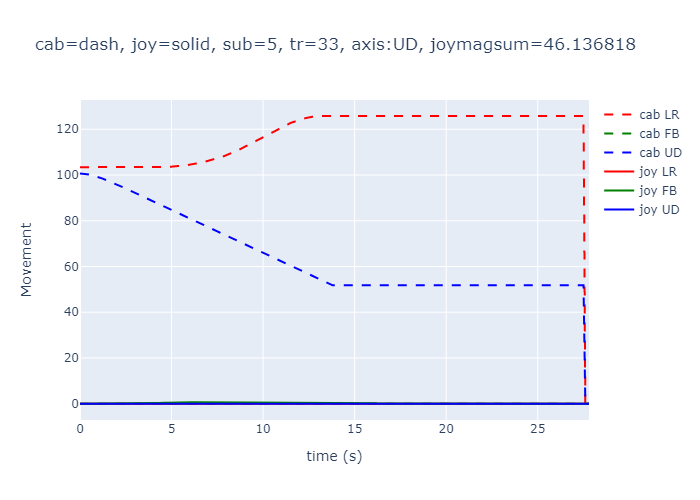 cab=dash, joy=solid, sub=5, tr=33, axis:UD, joymagsum=46.136818
cab LR
cab FB
cab UD
joy LR
joy FB
joy UD
Movement
120
100
80
60
40
20
0
0 5 10 15 20 25
time (s)